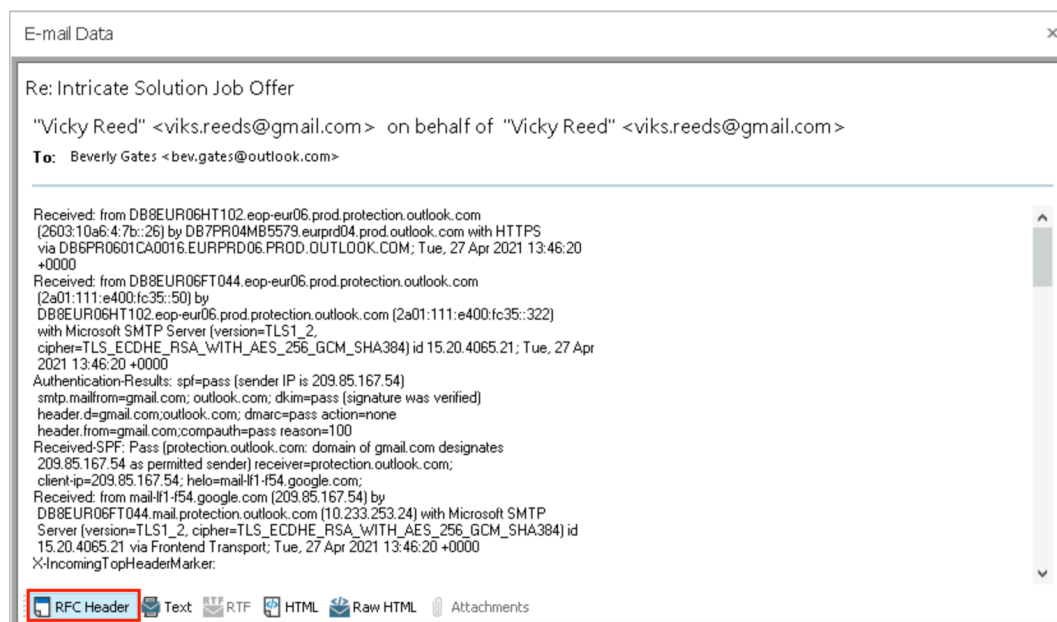 E-mail Data
Re: Intricate Solution Job Offer
"Vicky Reed" <viks.reeds@gmail.com> on behalf of "Vicky Reed" <viks.reeds@gmail.com>
To: Beverly Gates <bev.gates@outlook.com>
Received: from DB8EUR06HT102.eop-eur06.prod.protection.outlook.com
(2603:10a6:4:7b::26) by DB7PR04MB5579.eurprd04.prod.outlook.com with HTTPS
via DB6PR0601CA0016.EURPRD06.PROD.OUTLOOK.COM; Tue, 27 Apr 2021 13:46:20
+0000
Received: from DB8EUR06FT044.eop-eur06.prod.protection.outlook.com
(2a01:111:e400:fc35::50) by
DB8EUR06HT102.eop-eur06.prod.protection.outlook.com (2a01:111:e400:fc35::322)
with Microsoft SMTP Server (version=TLS1_2,
cipher=TLS_ECDHE_RSA_WITH_AES_256_GCM_SHA384) id 15.20.4065.21; Tue, 27 Apr
2021 13:46:20 +0000
Authentication-Results: spf=pass (sender IP is 209.85.167.54)
smtp.mailfrom=gmail.com; outlook.com; dkim=pass (signature was verified)
header.d=gmail.com;outlook.com; dmarc=pass action=none
header.from=gmail.com;compauth=pass reason=100
Received-SPF: Pass (protection.outlook.com: domain of gmail.com designates
209.85.167.54 as permitted sender) receiver=protection.outlook.com;
client-ip=209.85.167.54; helo=mail-lf1-f54.google.com;
Received: from mail-lf1-f54.google.com (209.85.167.54) by
DB8EUR06FT044.mail.protection.outlook.com (10.233.253.24) with Microsoft SMTP
Server (version=TLS1_2, cipher=TLS_ECDHE_RSA_WITH_AES_256_GCM_SHA384) id
15.20.4065.21 via Frontend Transport; Tue, 27 Apr 2021 13:46:20 +0000
X-IncomingTopHeaderMarker:
RFC Header Text RTF HTML Raw HTML Attachments